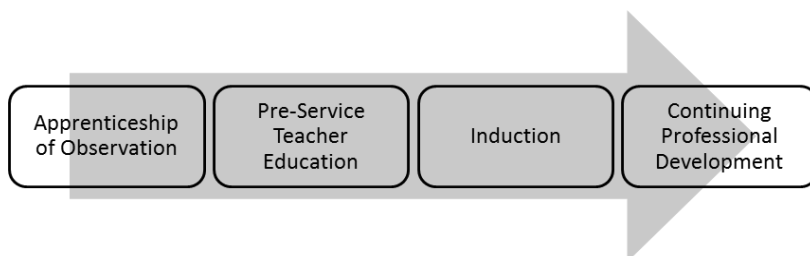 Apprenticeship
of Observation
Pre-Service
Teacher
Education
Induction
Continuing
Professional
Development